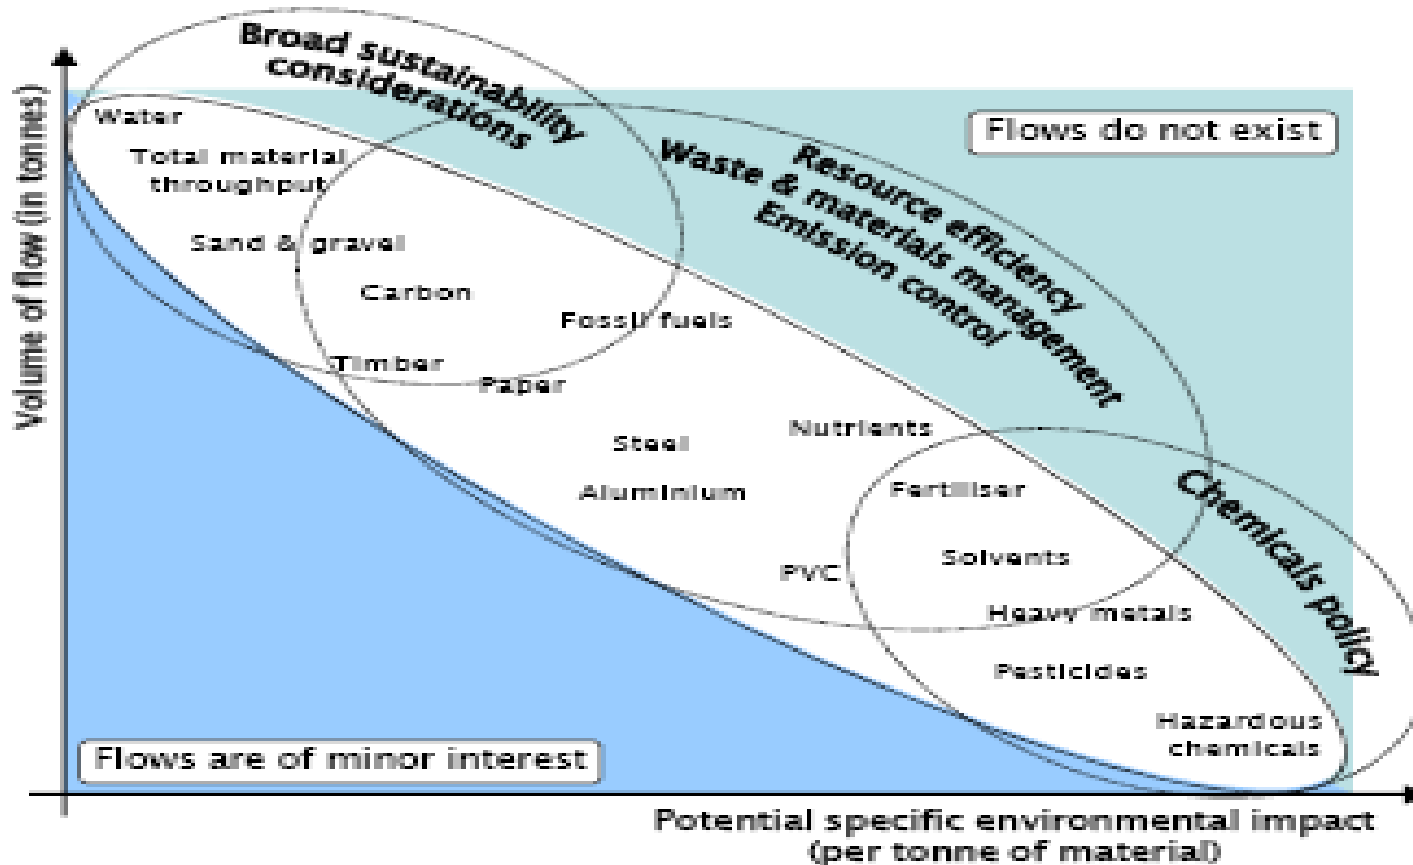 Broad sustainability
considerations
Flows do not exist
Resource efficiency
Waste & materials management
Emission control
Chemicals policy
Volume of flow (in tonnes)
Water
Total material
throughput
Sand & gravel
Carbon
Fossil fuels
Timber
Paper
Nutrients
Steel
Aluminium
Fertiliser
Solvents
PVC
Heavy metals
Pesticides
Hazardous
chemicals
Flows are of minor interest
Potential specific environmental impact
(per tonne of material)